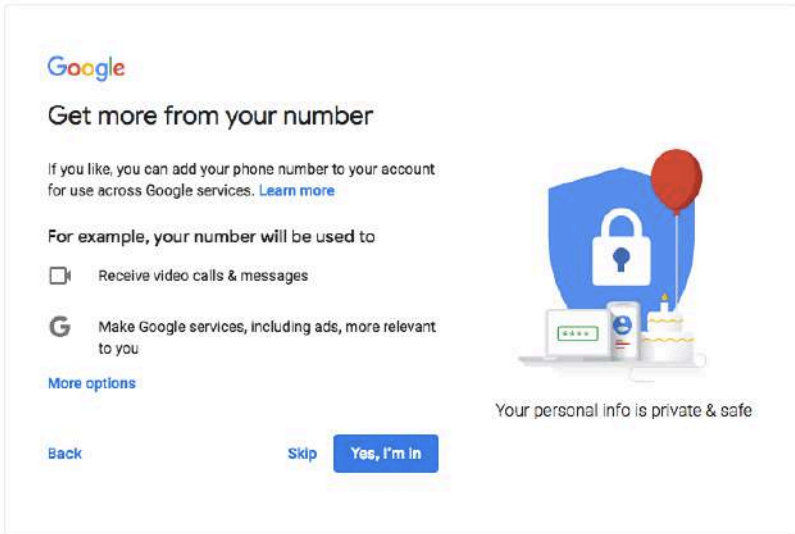 Google
Get more from your number
If you like, you can add your phone number to your account
for use across Google services. Learn more
For example, your number will be used to
Receive video calls & messages
G
Make Google services, including ads, more relevant
to you
More options
Your personal info is private & safe
Back
Skip
Yes, I'm in